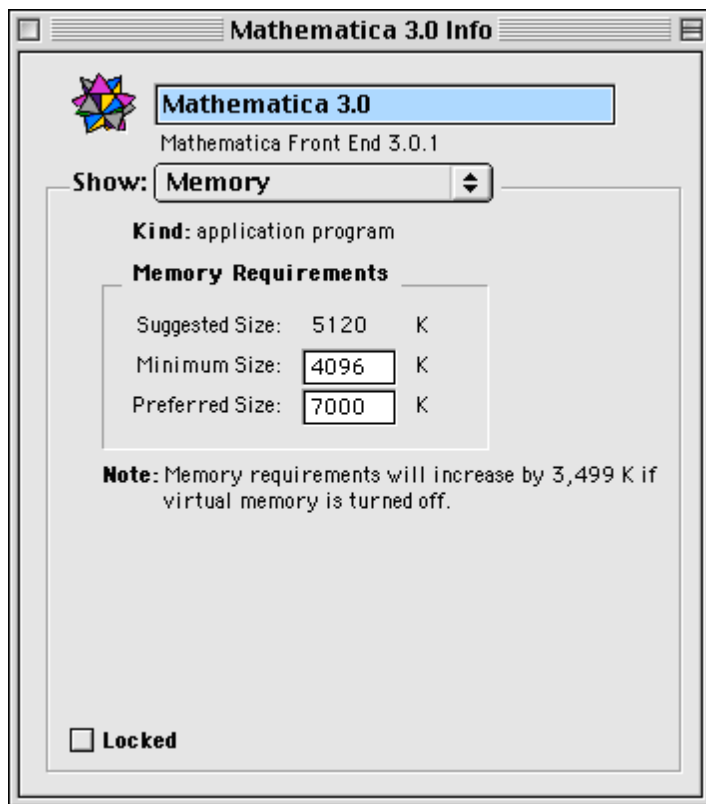 Mathematica 3.0 Info
Mathematica 3.0
Mathematica Front End 3.0.1
Show: Memory
Kind: application program
Memory Requirements
Suggested Size: 5120 K
Minimum Size: 4096 K
Preferred Size: 7000 K
Note: Memory requirements will increase by 3,499 K if
virtual memory is turned off.
Locked